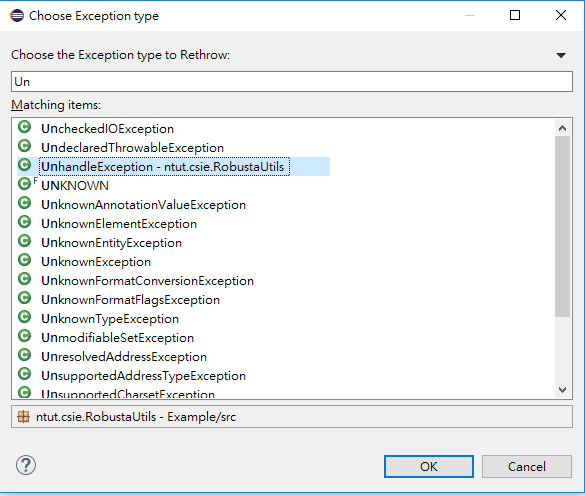 Choose Exception type
Choose the Exception type to Rethrow:
Un
Matching items:
UncheckedIOException
UndeclaredThrowableException
UnhandleException - ntut.csie.RobustaUtils
UNKNOWN
UnknownAnnotationValueException
UnknownElementException
UnknownEntityException
UnknownException
UnknownFormatConversionException
UnknownFormatFlagsException
UnknownTypeException
UnmodifiableSetException
UnresolvedAddressException
UnsupportedAddressTypeException
UnsupportedCharsetException
ntut.csie.RobustaUtils - Example/src
OK
Cancel